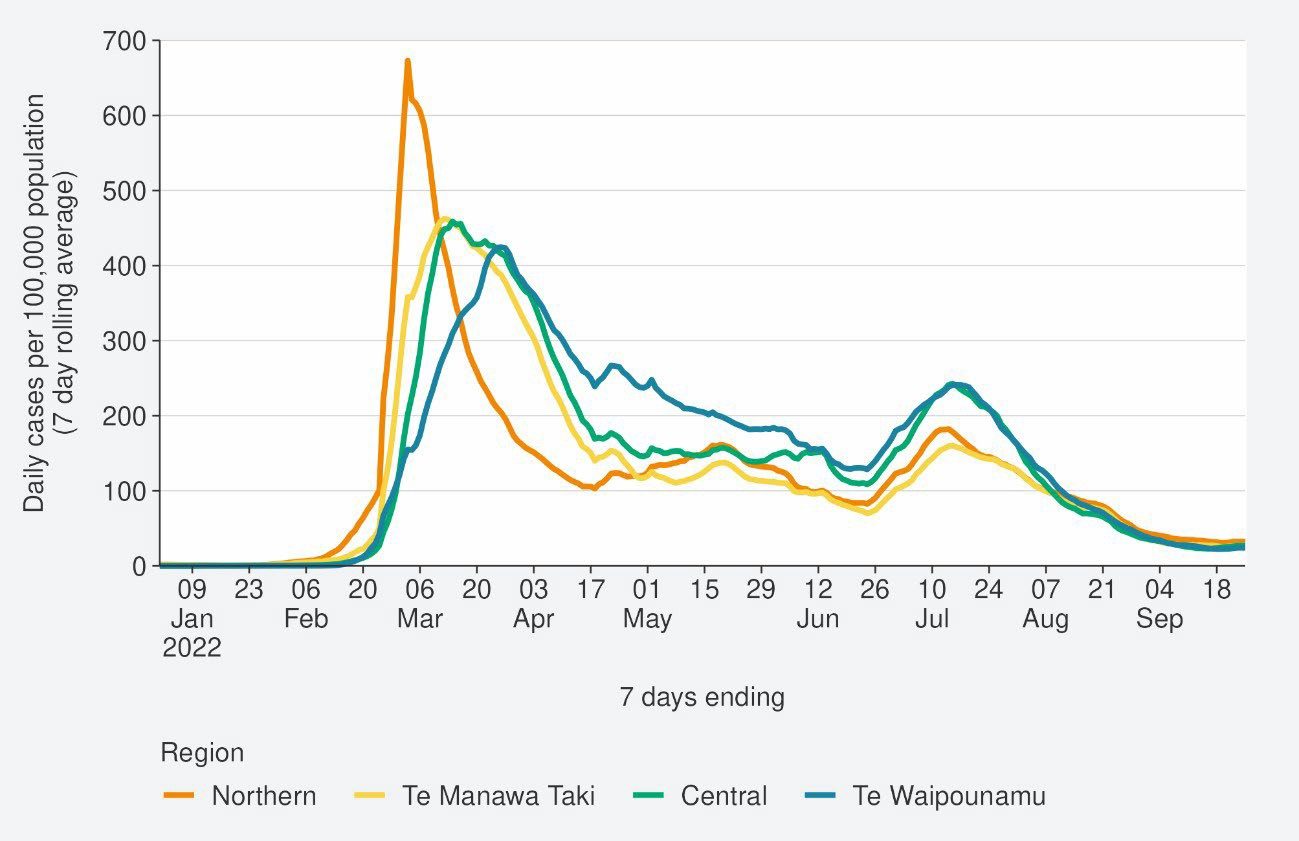 Daily cases per 100,000 population
(7 day rolling average)
700
600
500
400
300
200
100
0
09 23 06 20 06 20 03 17 01 15 29 12 26 10 24 07 21 04 18
Jan Feb Mar Apr May Jun Jul Aug Sep
2022
7 days ending
Region
Northern Te Manawa Taki Central Te Waipounamu